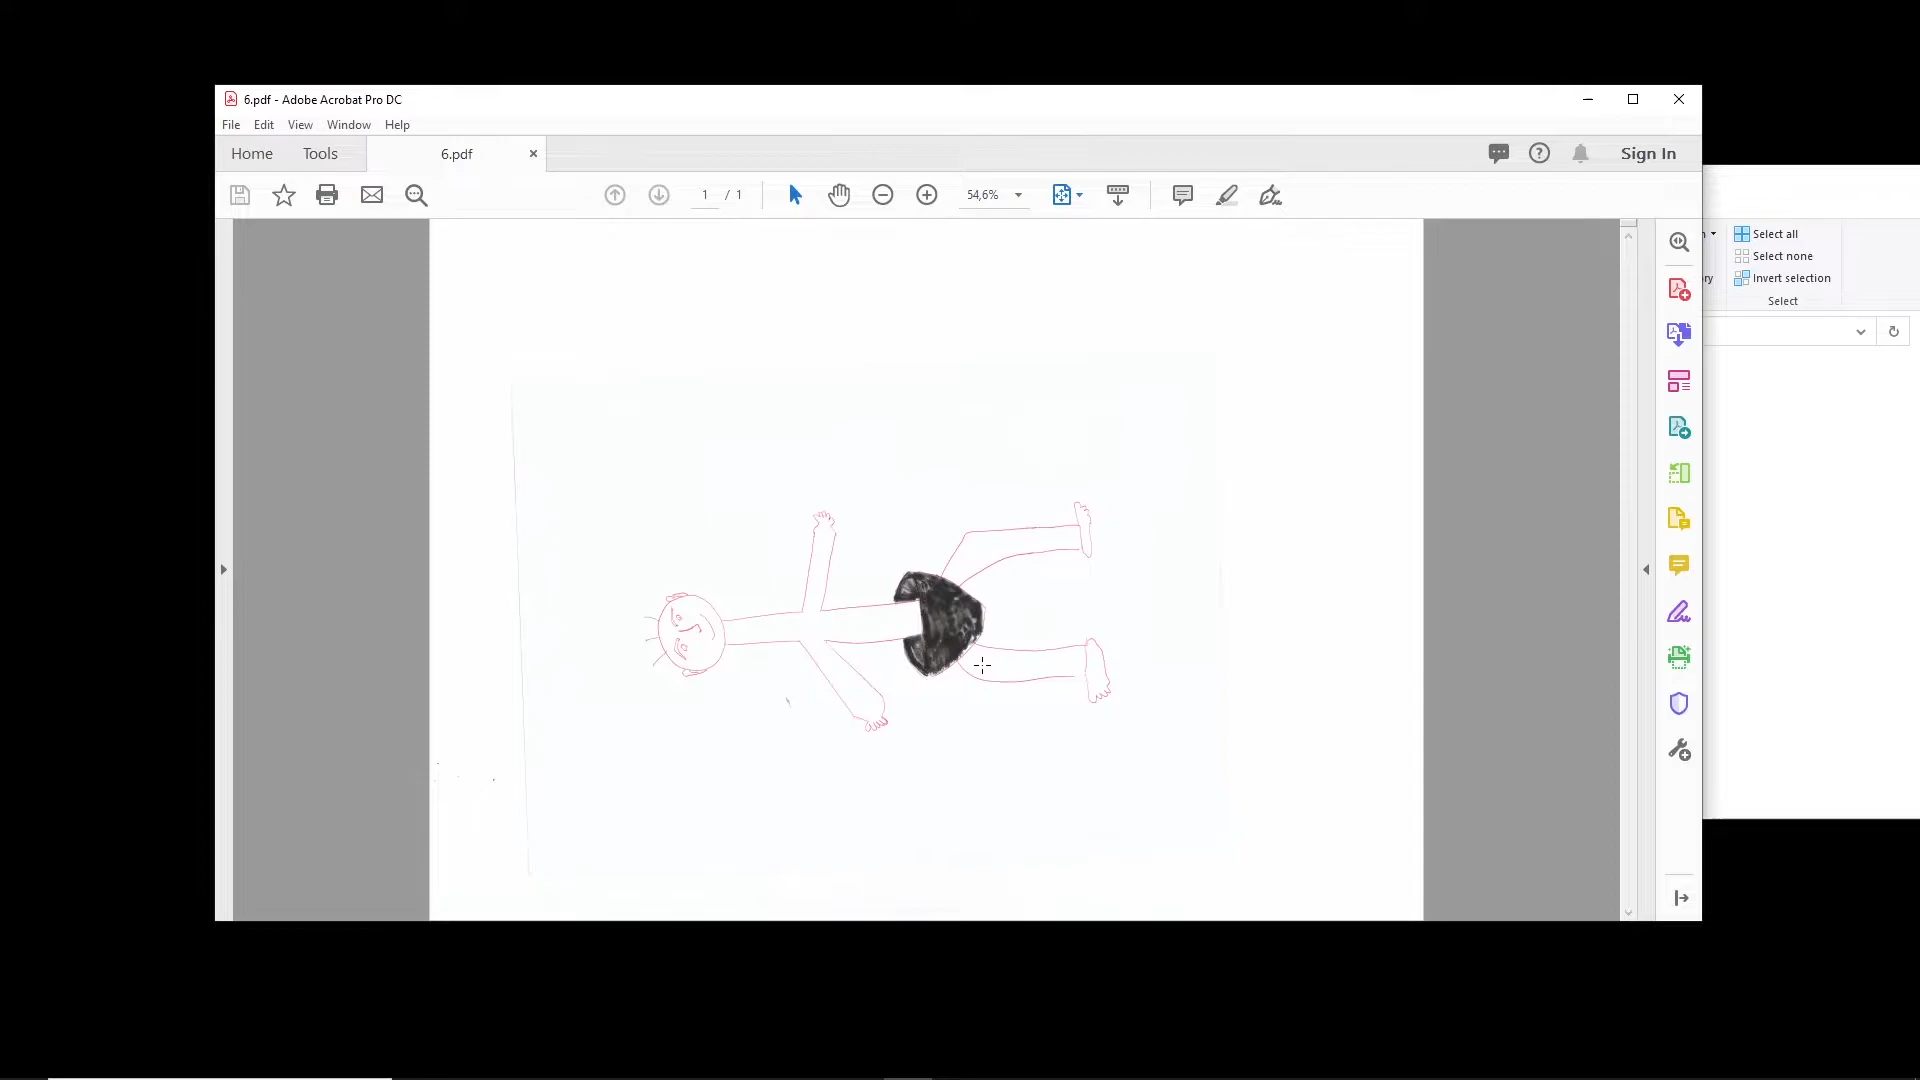 6.pdf - Adobe Acrobat Pro DC
File Edit View Window Help
Home Tools 6.pdf Sign In
1 / 1 54,6%
Select all
Select none
ry Invert selection
Select